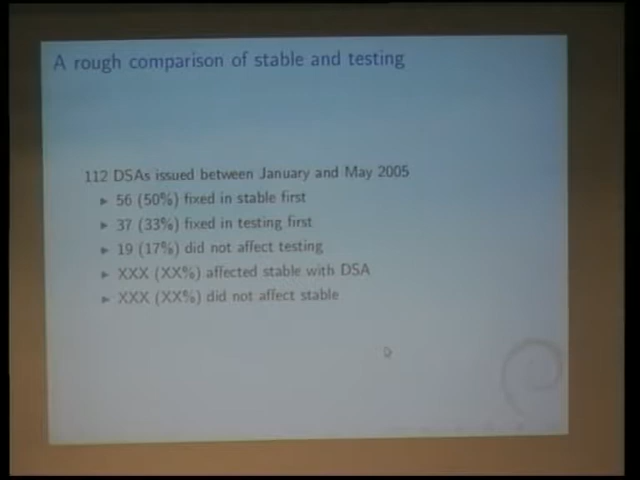 A rough comparison of stable and testing
112 DSAs issued between January and May 2005
56 (50%) fixed in stable first
37 (33%) fixed in testing first
19 (17%) did not affect testing
XXX (XX%) affected stable with DSA
XXX (XX%) did not affect stable